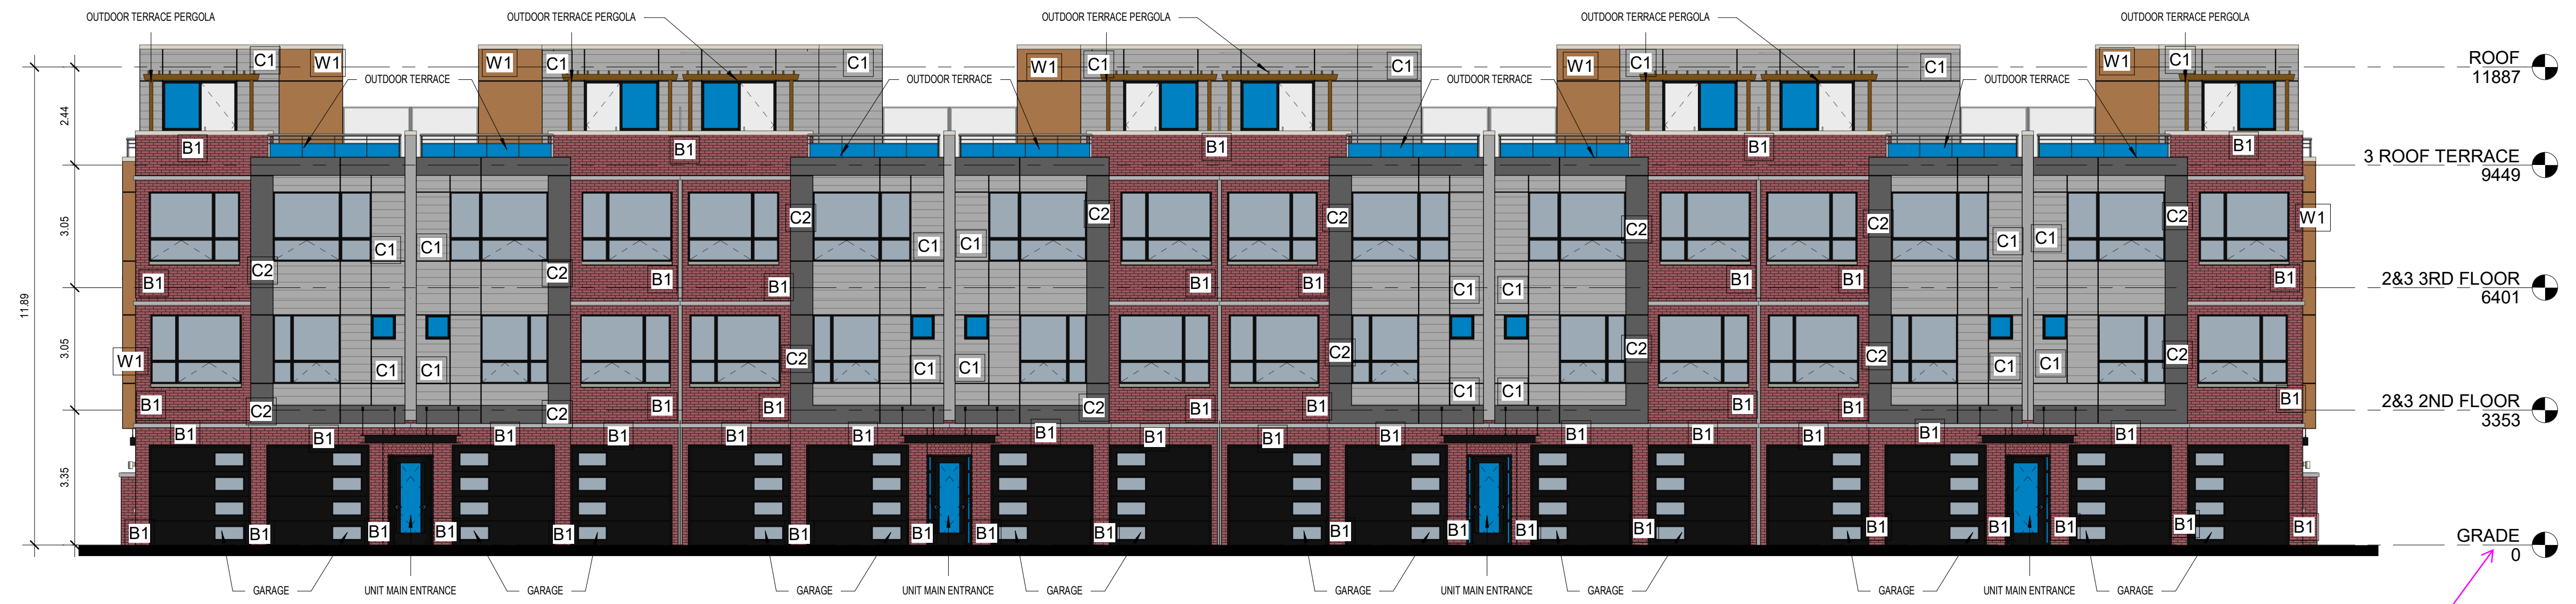 OUTDOOR TERRACE PERGOLA OUTDOOR TERRACE PERGOLA OUTDOOR TERRACE PERGOLA OUTDOOR TERRACE PERGOLA OUTDOOR TERRACE PERGOLA
C1 W1 W1 C1 C1 W1 C1 C1 W1 C1 C1 W1 C1
ROOF
11887
OUTDOOR TERRACE OUTDOOR TERRACE OUTDOOR TERRACE OUTDOOR TERRACE
2.44
B1 B1 B1 B1 B1
3 ROOF TERRACE
9449
3.05
C2 C2 C2 C2 C2 C2 W1
C1 C1 C1 C1 C1 C1
C2 C2
B1 B1 B1 B1 B1 B1 B1 B1
C1 C1
2&3 3RD FLOOR
6401
11.89
3.05
W1 C2 C2 C2 C2 C2
C1 C1 C1 C1 C1 C1
C1 C1
B1 B1 B1 B1 B1 B1 B1 B1
C2 C2 C2
2&3 2ND FLOOR
3353
B1 B1 B1 B1 B1 B1 B1 B1 B1 B1 B1 B1 B1 B1 B1
3.35
B1 B1 B1 B1 B1 B1 B1 B1 B1 B1 B1 B1 B1 B1 B1 B1 B1 B1
GRADE
0
GARAGE UNIT MAIN ENTRANCE GARAGE GARAGE UNIT MAIN ENTRANCE GARAGE GARAGE UNIT MAIN ENTRANCE GARAGE GARAGE UNIT MAIN ENTRANCE GARAGE